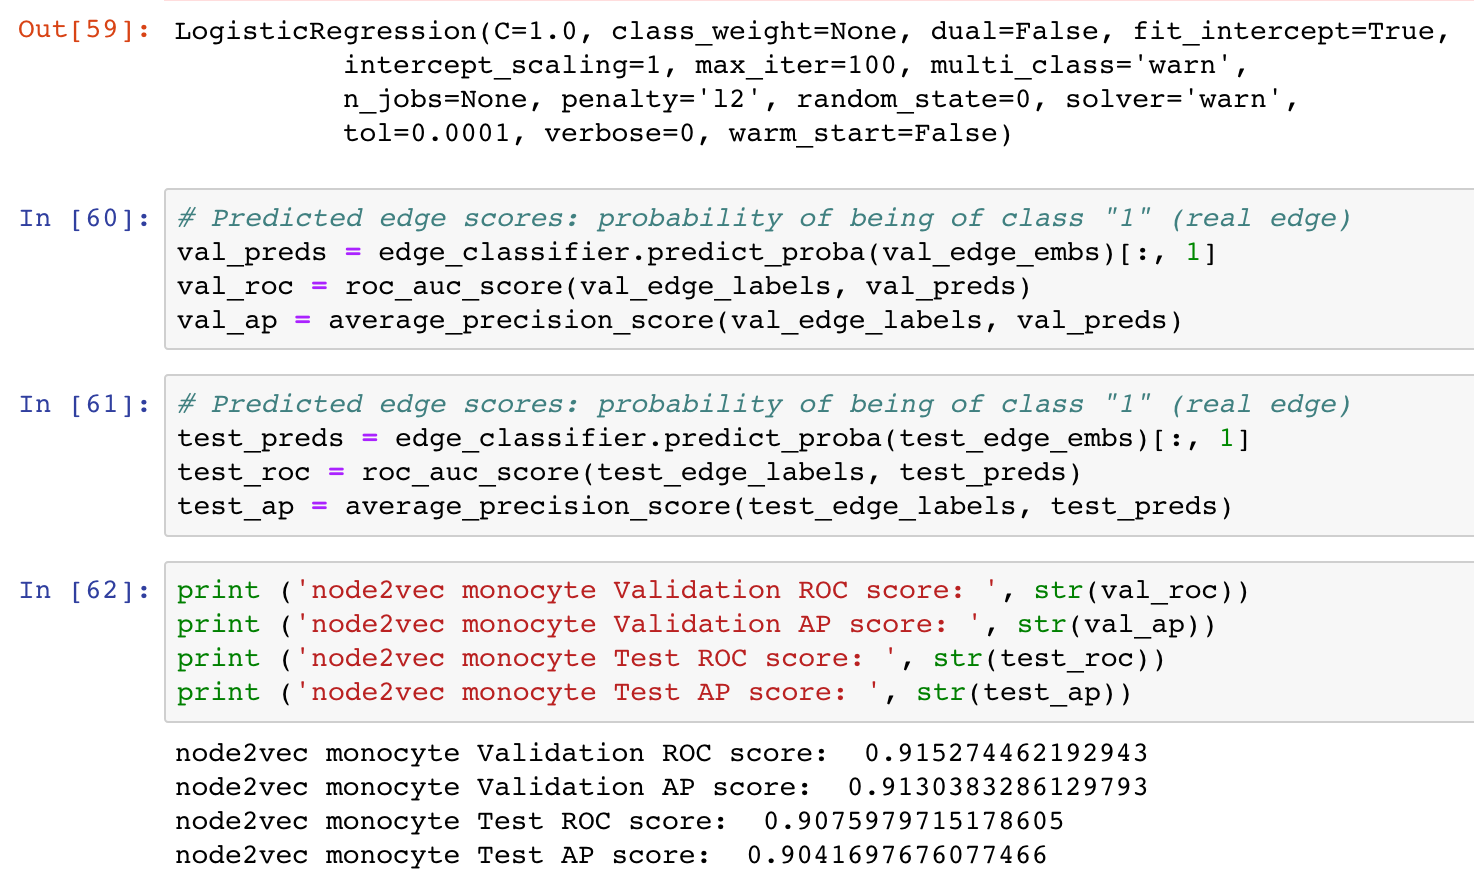 Out[59]: LogisticRegression(C=1.0, class_weight=None, dual=False, fit_intercept=True,
intercept_scaling=1, max_iter=100, multi_class='warn',
n_jobs=None, penalty='l2', random_state=0, solver='warn',
tol=0.0001, verbose=0, warm_start=False)
In [60]: # Predicted edge scores: probability of being of class "1" (real edge)
val_preds = edge_classifier.predict_proba(val_edge_embs)[:, 1]
val_roc = roc_auc_score(val_edge_labels, val_preds)
val_ap = average_precision_score(val_edge_labels, val_preds)
In [61]: # Predicted edge scores: probability of being of class "1" (real edge)
test_preds = edge_classifier.predict_proba(test_edge_embs)[:, 1]
test_roc = roc_auc_score(test_edge_labels, test_preds)
test_ap = average_precision_score(test_edge_labels, test_preds)
In [62]: print ('node2vec monocyte Validation ROC score: ', str(val_roc))
print ('node2vec monocyte Validation AP score: ', str(val_ap))
print ('node2vec monocyte Test ROC score: ', str(test_roc))
print ('node2vec monocyte Test AP score: ', str(test_ap))
node2vec monocyte Validation ROC score:  0.915274462192943
node2vec monocyte Validation AP score:  0.9130383286129793
node2vec monocyte Test ROC score:  0.9075979715178605
node2vec monocyte Test AP score:  0.9041697676077466